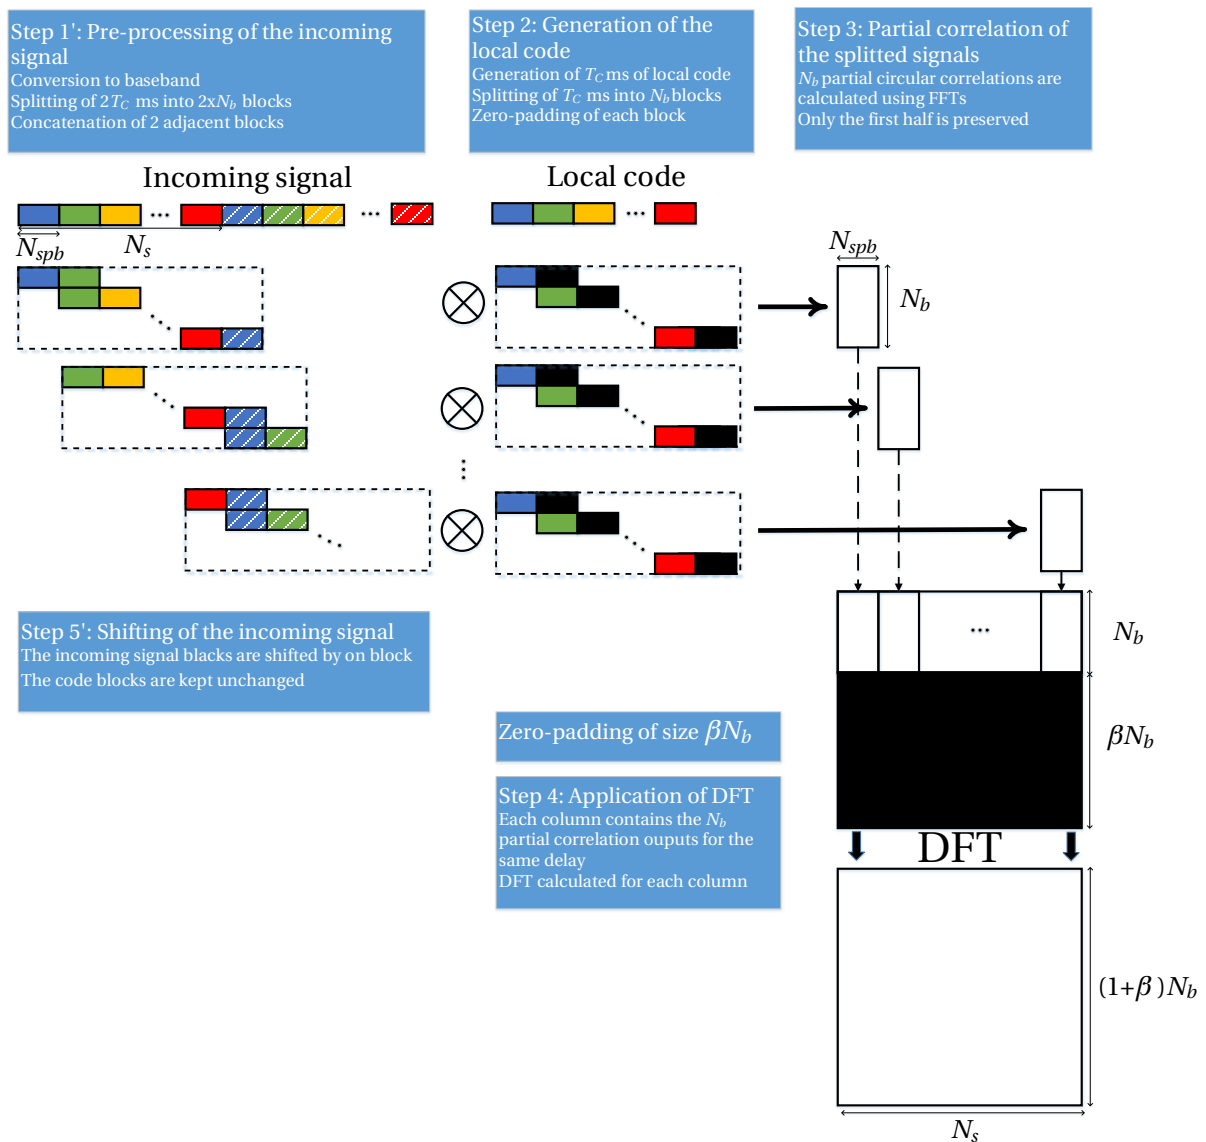 Step 1': Pre-processing of the incoming
signal
Conversion to baseband
Splitting of 2T_C ms into 2xN_b blocks
Concatenation of 2 adjacent blocks
Step 2: Generation of the
local code
Generation of T_C ms of local code
Splitting of T_C ms into N_b blocks
Zero-padding of each block
Step 3: Partial correlation of
the splitted signals
N_b partial circular correlations are
calculated using FFTs
Only the first half is preserved
Incoming signal
Local code
...
...
...
N_spb
N_s
N_spb
N_b
Step 5': Shifting of the incoming signal
The incoming signal blacks are shifted by on block
The code blocks are kept unchanged
...
N_b
Zero-padding of size βN_b
βN_b
Step 4: Application of DFT
Each column contains the N_b
partial correlation ouputs for the
same delay
DFT calculated for each column
DFT
(1+β)N_b
N_s